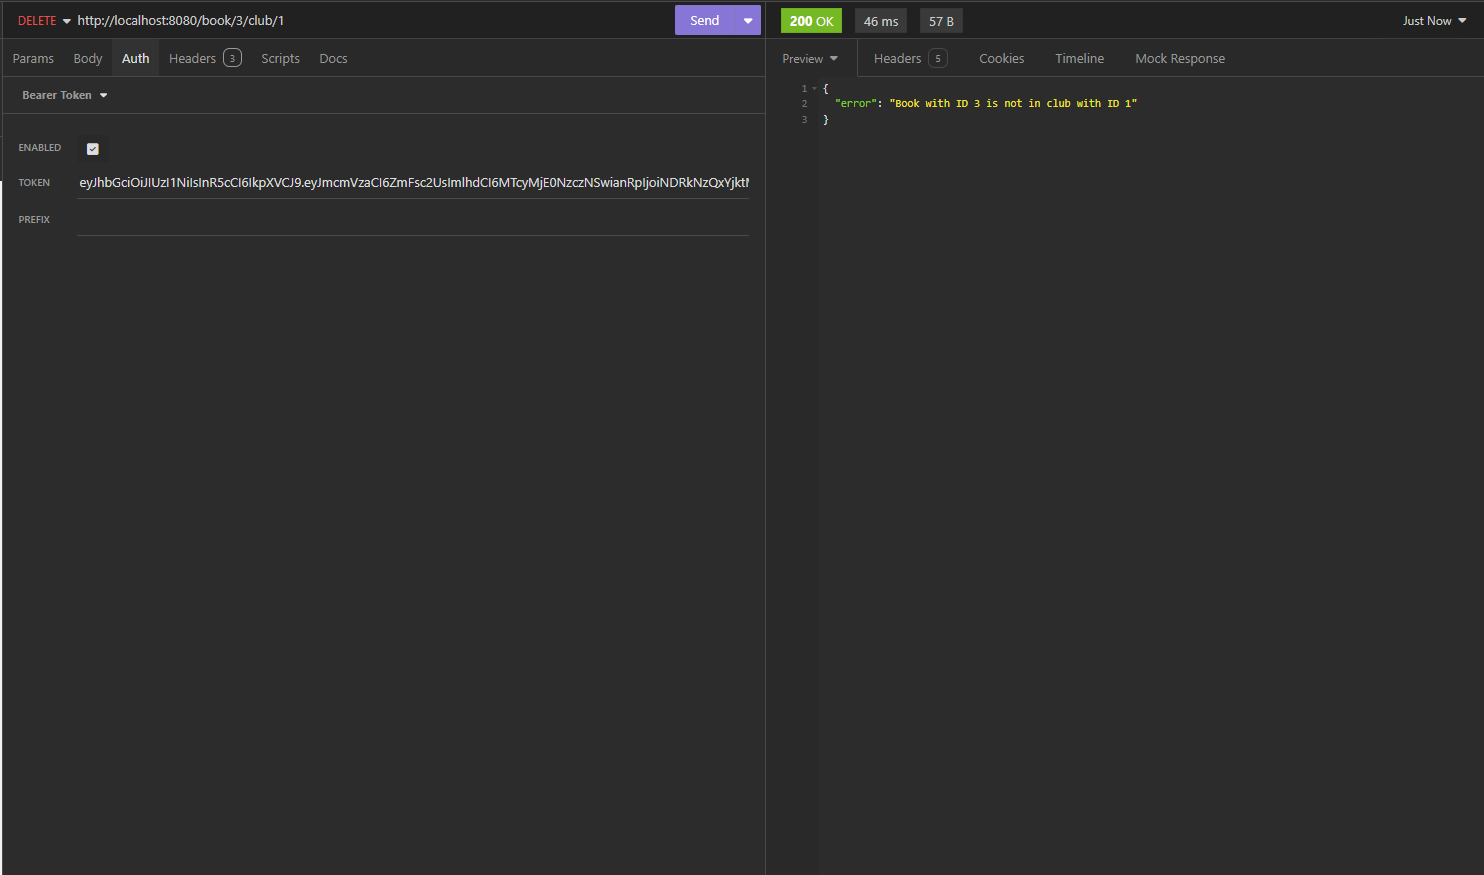 DELETE http://localhost:8080/book/3/club/1 Send
Params Body Auth Headers 3 Scripts Docs
Bearer Token
ENABLED
TOKEN eyJhbGciOiJIUzI1NiIsInR5cCI6IkpXVCJ9.eyJmcmVzaCI6ZmFsc2UsImlhdCI6MTcyMjE0NzczNSwianRpIjoiNDRkNzQxYjktM
PREFIX
200 OK 46 ms 57 B Just Now
Preview Headers 5 Cookies Timeline Mock Response
1 {
2 "error": "Book with ID 3 is not in club with ID 1"
3 }